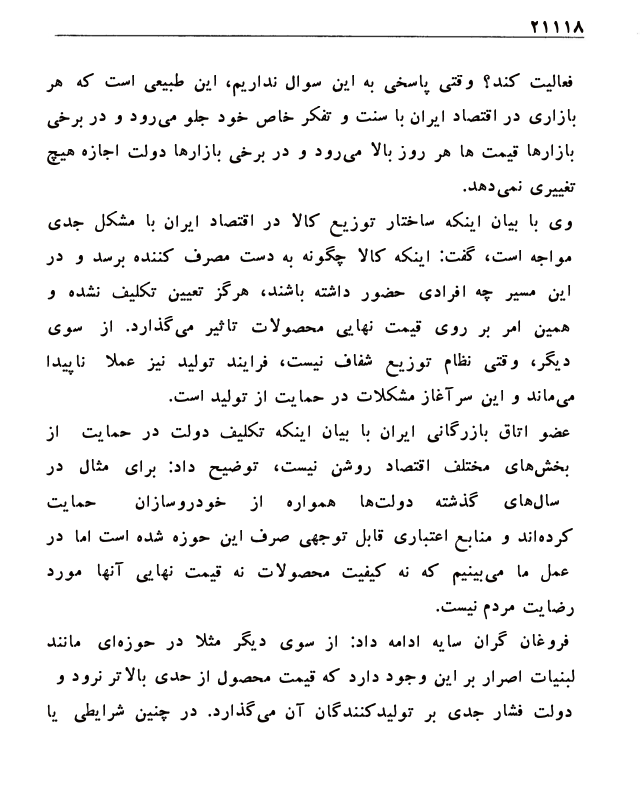 ۲۱۱۱۸
فعالیت کند؟ وقتی پاسخی به این سوال نداریم، این طبیعی است که هر
بازاری در اقتصاد ایران با سنت و تفکر خاص خود جلو می‌رود و در برخی
بازارها قیمت ها هر روز بالا می‌رود و در برخی بازارها دولت اجازه هیچ
تغییری نمی‌دهد.
وی با بیان اینکه ساختار توزیع کالا در اقتصاد ایران با مشکل جدی
مواجه است، گفت: اینکه کالا چگونه به دست مصرف کننده برسد و در
این مسیر چه افرادی حضور داشته باشند، هرگز تعیین تکلیف نشده و
همین امر بر روی قیمت نهایی محصولات تاثیر می‌گذارد. از سوی
دیگر، وقتی نظام توزیع شفاف نیست، فرایند تولید نیز عملا ناپیدا
می‌ماند و این سرآغاز مشکلات در حمایت از تولید است.
عضو اتاق بازرگانی ایران با بیان اینکه تکلیف دولت در حمایت از
بخش‌های مختلف اقتصاد روشن نیست، توضیح داد: برای مثال در
سال‌های گذشته دولت‌ها همواره از خودروسازان حمایت
کرده‌اند و منابع اعتباری قابل توجهی صرف این حوزه شده است اما در
عمل ما می‌بینیم که نه کیفیت محصولات نه قیمت نهایی آنها مورد
رضایت مردم نیست.
فروغان گران سایه ادامه داد: از سوی دیگر مثلا در حوزه‌ای مانند
لبنیات اصرار بر این وجود دارد که قیمت محصول از حدی بالاتر نرود و
دولت فشار جدی بر تولیدکنندگان آن می‌گذارد. در چنین شرایطی یا